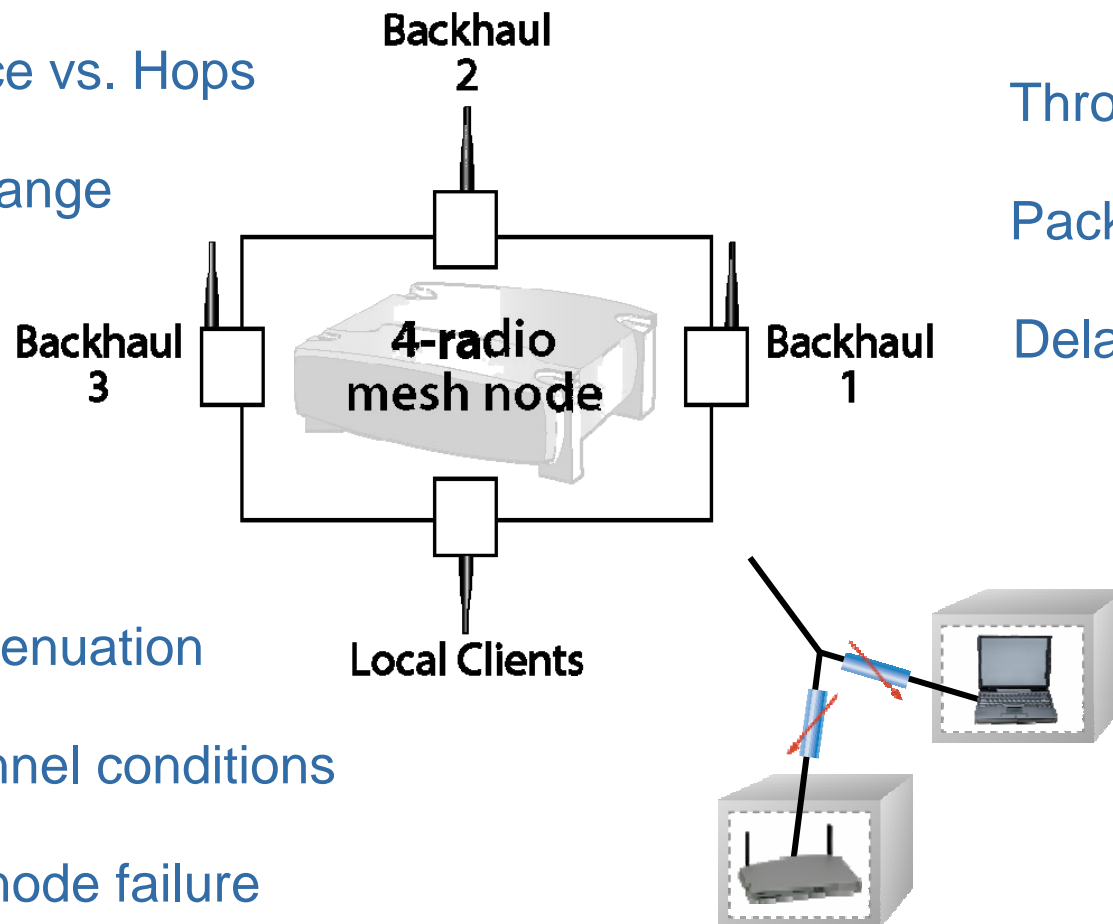 Backhaul
2
ce vs. Hops
ange
Thro
Pack
Dela
Backhaul
3
4-radio
mesh node
Backhaul
1
Local Clients
enuation
nnel conditions
node failure